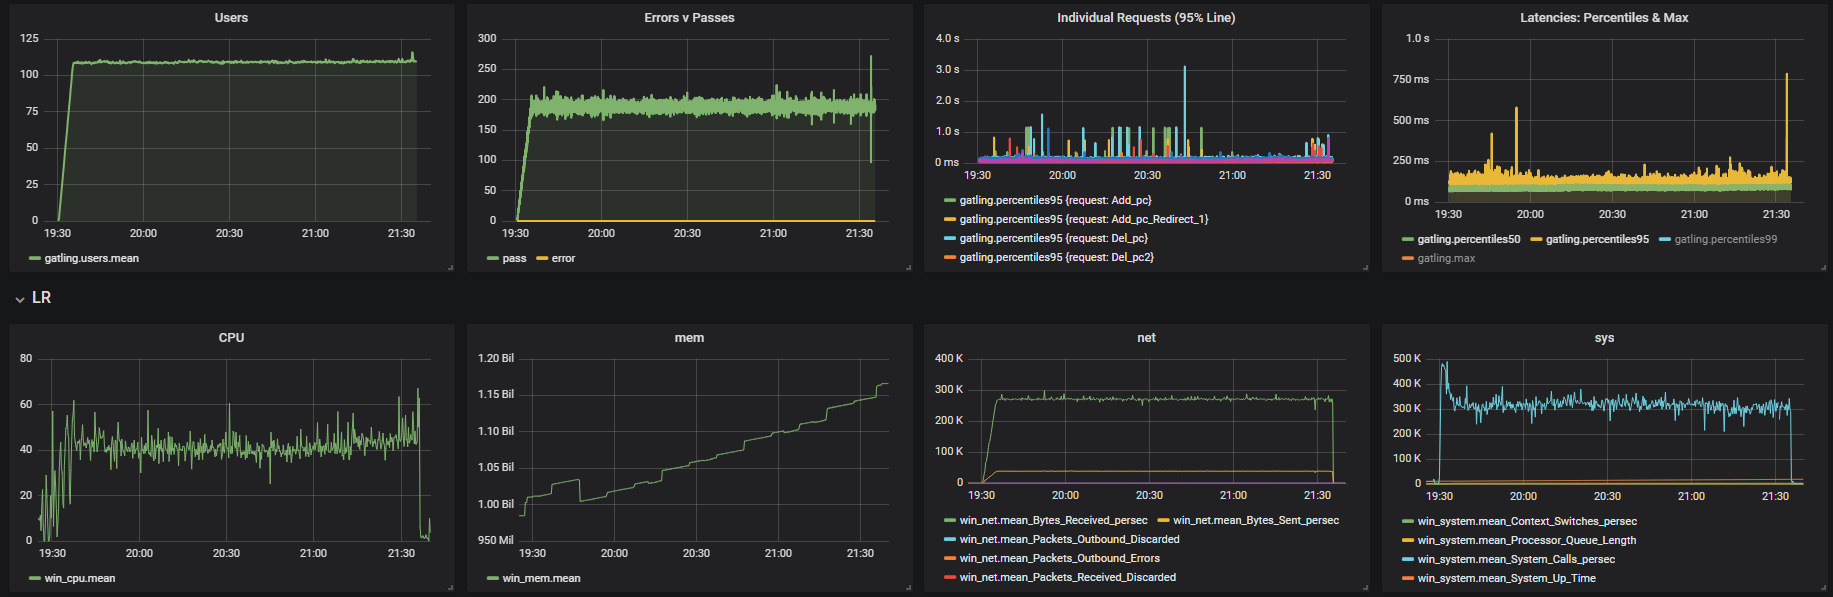 Users
125
100
75
50
25
0
19:30 20:00 20:30 21:00 21:30
gatling.users.mean
Errors v Passes
300
250
200
150
100
50
0
19:30 20:00 20:30 21:00 21:30
pass error
Individual Requests (95% Line)
4.0 s
3.0 s
2.0 s
1.0 s
0 ms
19:30 20:00 20:30 21:00 21:30
gatling.percentiles95 {request: Add_pc}
gatling.percentiles95 {request: Add_pc_Redirect_1}
gatling.percentiles95 {request: Del_pc}
gatling.percentiles95 {request: Del_pc2}
Latencies: Percentiles & Max
1.0 s
750 ms
500 ms
250 ms
0 ms
19:30 20:00 20:30 21:00 21:30
gatling.percentiles50 gatling.percentiles95 gatling.percentiles99
gatling.max
LR
CPU
80
60
40
20
0
19:30 20:00 20:30 21:00 21:30
win_cpu.mean
mem
1.20 Bil
1.15 Bil
1.10 Bil
1.05 Bil
1.00 Bil
950 Mil
19:30 20:00 20:30 21:00 21:30
win_mem.mean
net
400 K
300 K
200 K
100 K
0
19:30 20:00 20:30 21:00 21:30
win_net.mean_Bytes_Received_persec win_net.mean_Bytes_Sent_persec
win_net.mean_Packets_Outbound_Discarded
win_net.mean_Packets_Outbound_Errors
win_net.mean_Packets_Received_Discarded
sys
500 K
400 K
300 K
200 K
100 K
0
19:30 20:00 20:30 21:00 21:30
win_system.mean_Context_Switches_persec
win_system.mean_Processor_Queue_Length
win_system.mean_System_Calls_persec
win_system.mean_System_Up_Time